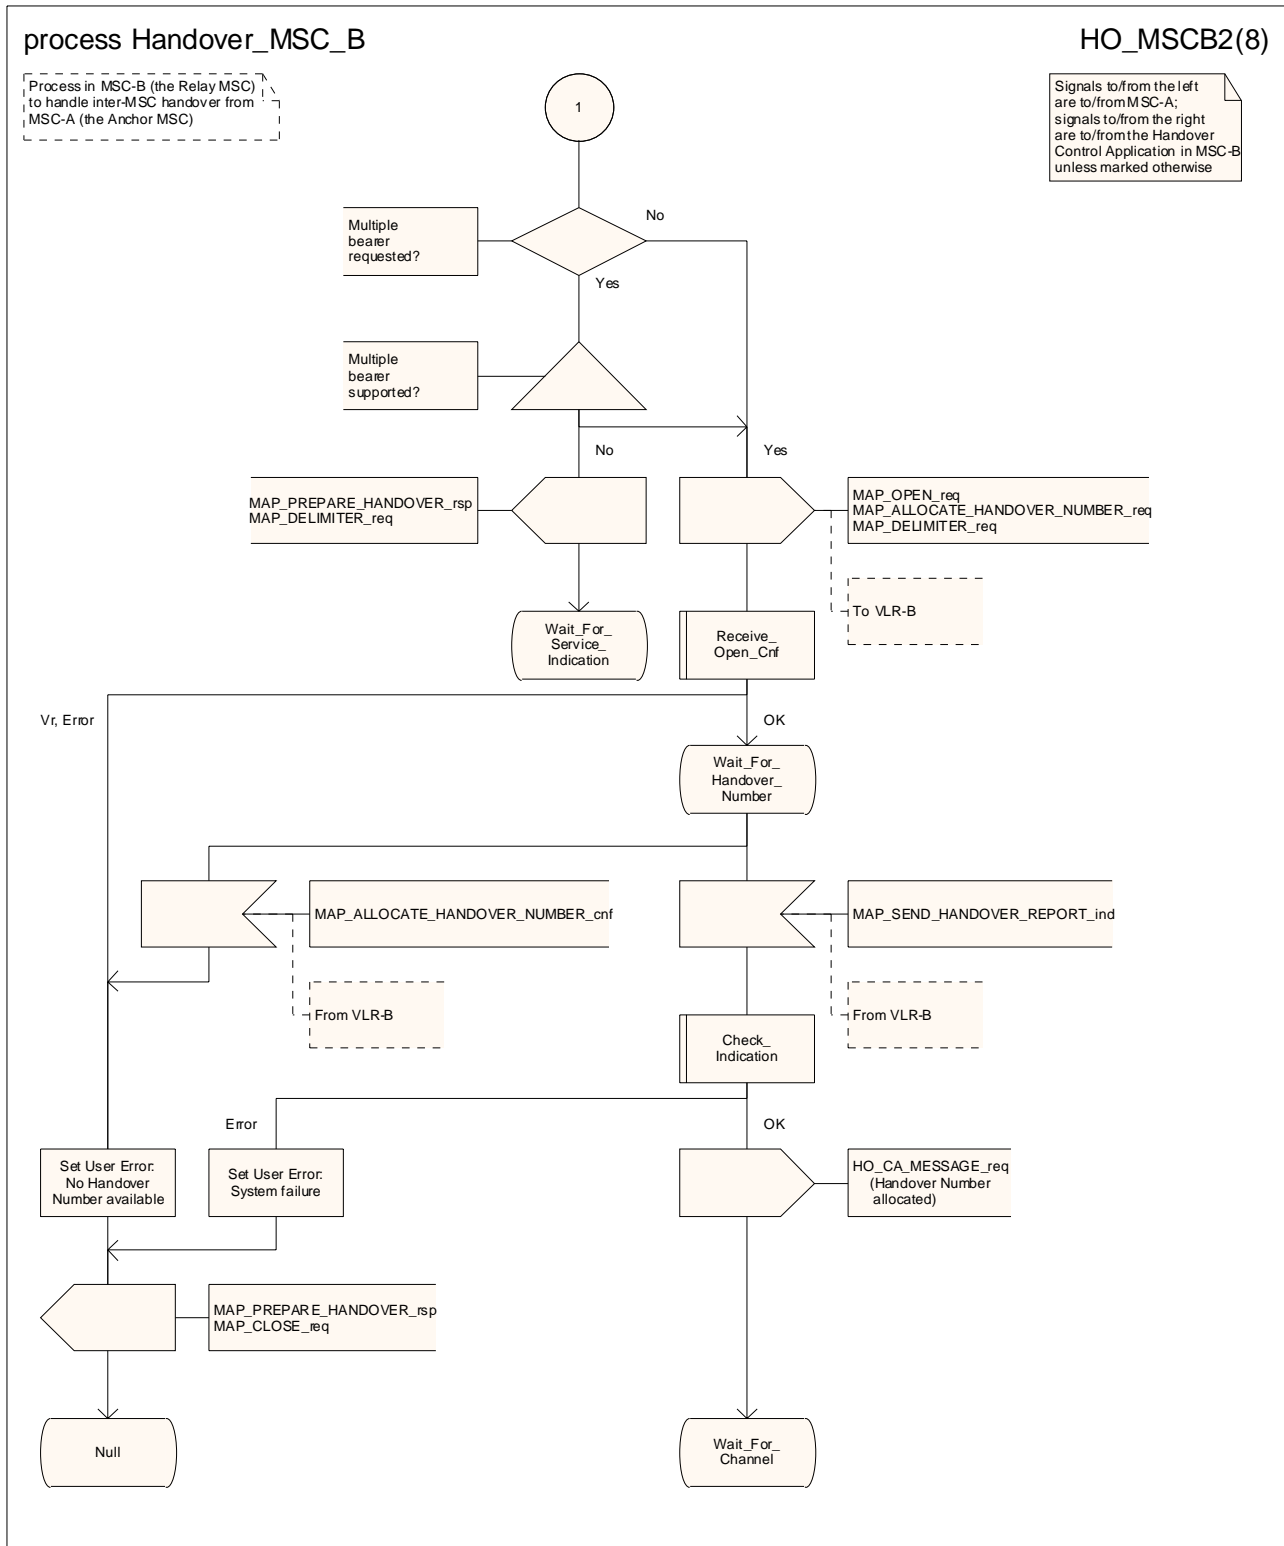 process Handover_MSC_B
HO_MSCB2(8)
Process in MSC-B (the Relay MSC)
to handle inter-MSC handover from
MSC-A (the Anchor MSC)
1
Signals to/from the left
are to/from MSC-A;
signals to/from the right
are to/from the Handover
Control Application in MSC-B
unless marked otherwise
Multiple
bearer
requested?
No
Yes
Multiple
bearer
supported?
No
Yes
MAP_PREPARE_HANDOVER_rsp
MAP_DELIMITER_req
MAP_OPEN_req
MAP_ALLOCATE_HANDOVER_NUMBER_req
MAP_DELIMITER_req
To VLR-B
Wait_For_
Service_
Indication
Receive_
Open_Cnf
Vr, Error
OK
Wait_For_
Handover_
Number
MAP_ALLOCATE_HANDOVER_NUMBER_cnf
MAP_SEND_HANDOVER_REPORT_ind
From VLR-B
From VLR-B
Check_
Indication
Error
OK
Set User Error:
No Handover
Number available
Set User Error:
System failure
HO_CA_MESSAGE_req
(Handover Number
allocated)
MAP_PREPARE_HANDOVER_rsp
MAP_CLOSE_req
Null
Wait_For_
Channel